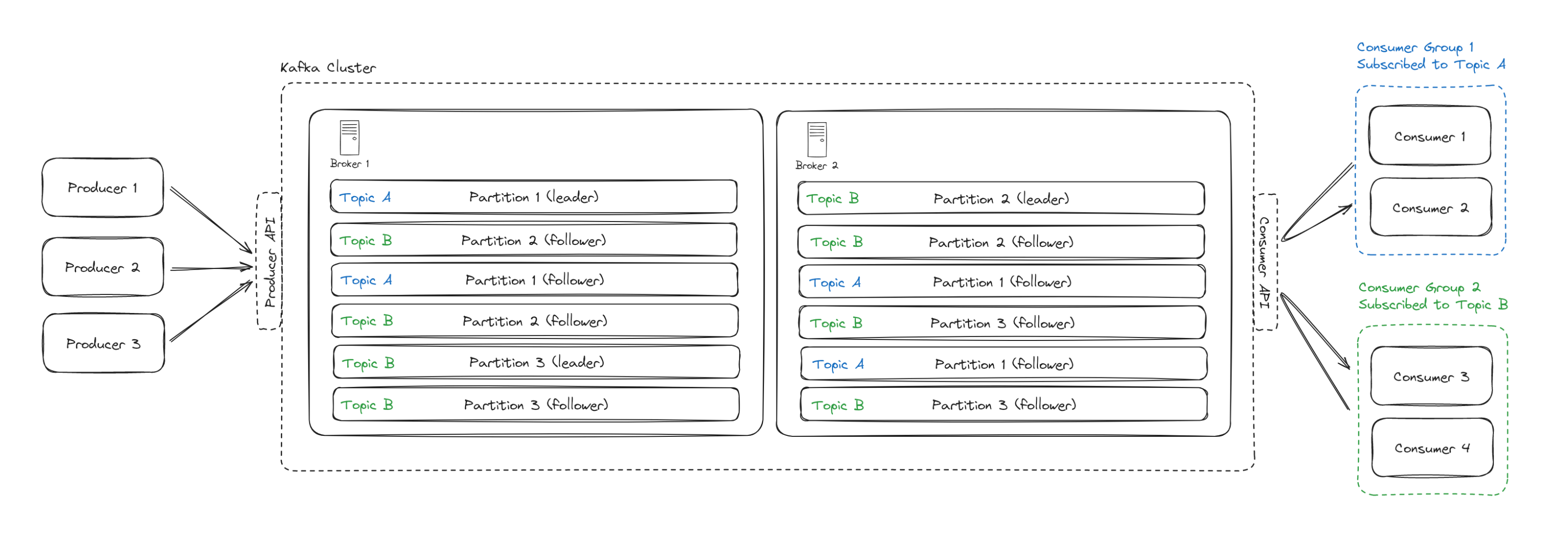 Kafka Cluster
Producer 1
Producer 2
Producer 3
Producer API
Broker 1
Topic A Partition 1 (leader)
Topic B Partition 2 (follower)
Topic A Partition 1 (follower)
Topic B Partition 2 (follower)
Topic B Partition 3 (leader)
Topic B Partition 3 (follower)
Broker 2
Topic B Partition 2 (leader)
Topic B Partition 2 (follower)
Topic A Partition 1 (follower)
Topic B Partition 3 (follower)
Topic A Partition 1 (follower)
Topic B Partition 3 (follower)
Consumer API
Consumer Group 1
Subscribed to Topic A
Consumer 1
Consumer 2
Consumer Group 2
Subscribed to Topic B
Consumer 3
Consumer 4